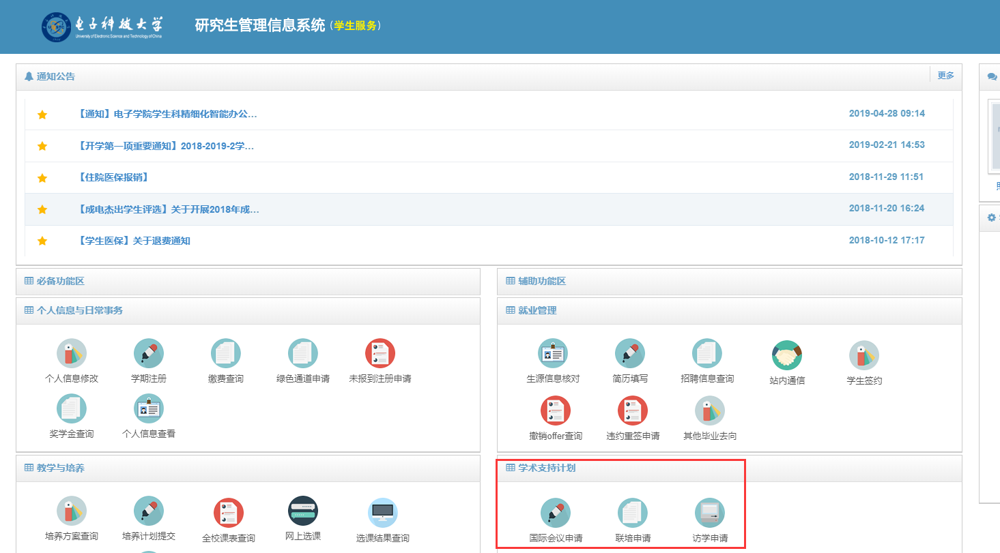 电子科技大学
University of Electronic Science and Technology of China
研究生管理信息系统（学生服务）
通知公告
更多
【通知】电子学院学生科精细化智能办公...
2019-04-28 09:14
【开学第一项重要通知】2018-2019-2学...
2019-02-21 14:53
【住院医保报销】
2018-11-29 11:51
【成电杰出学生评选】关于开展2018年成...
2018-11-20 16:24
【学生医保】关于退费通知
2018-10-12 17:17
必备功能区
辅助功能区
个人信息与日常事务
就业管理
个人信息修改
学期注册
缴费查询
绿色通道申请
未报到注册申请
生源信息核对
简历填写
招聘信息查询
站内通信
学生签约
奖学金查询
个人信息查看
撤销offer查询
违约重签申请
其他毕业去向
教学与培养
学术支持计划
培养方案查询
培养计划提交
全校课表查询
网上选课
选课结果查询
国际会议申请
联培申请
访学申请